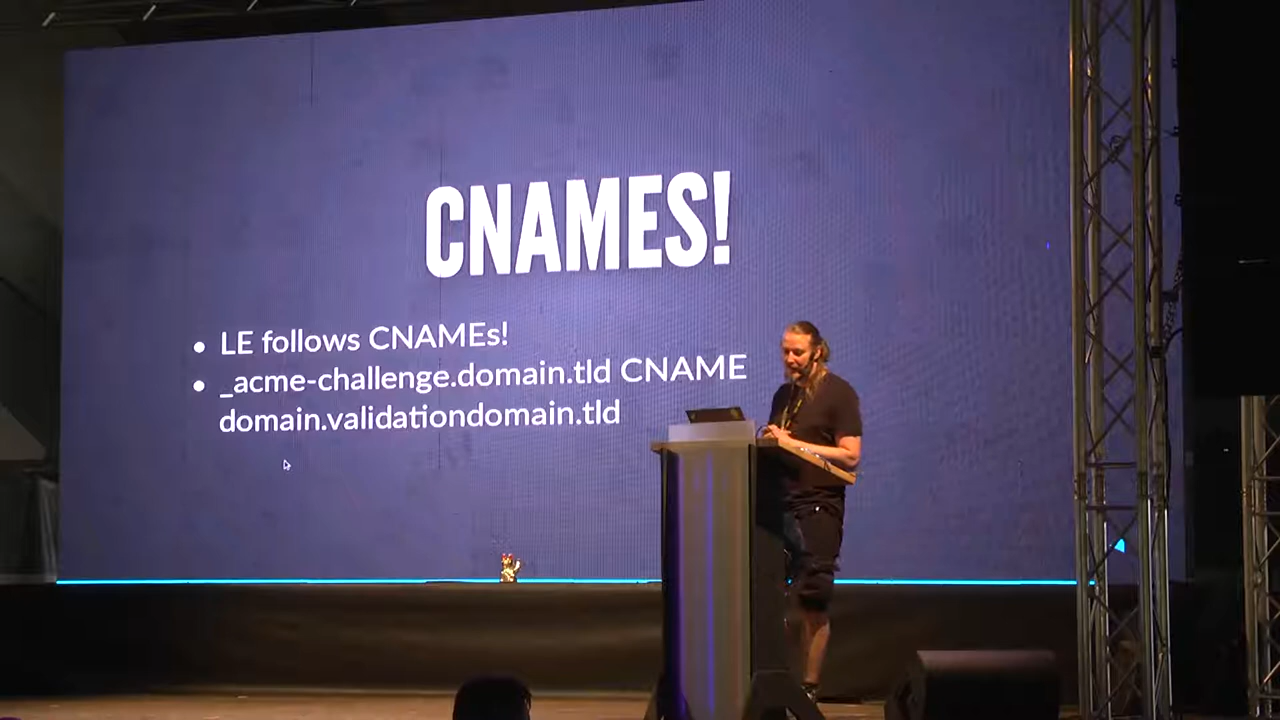 CNAMES!
• LE follows CNAMEs!
• _acme-challenge.domain.tld CNAME
domain.validationdomain.tld